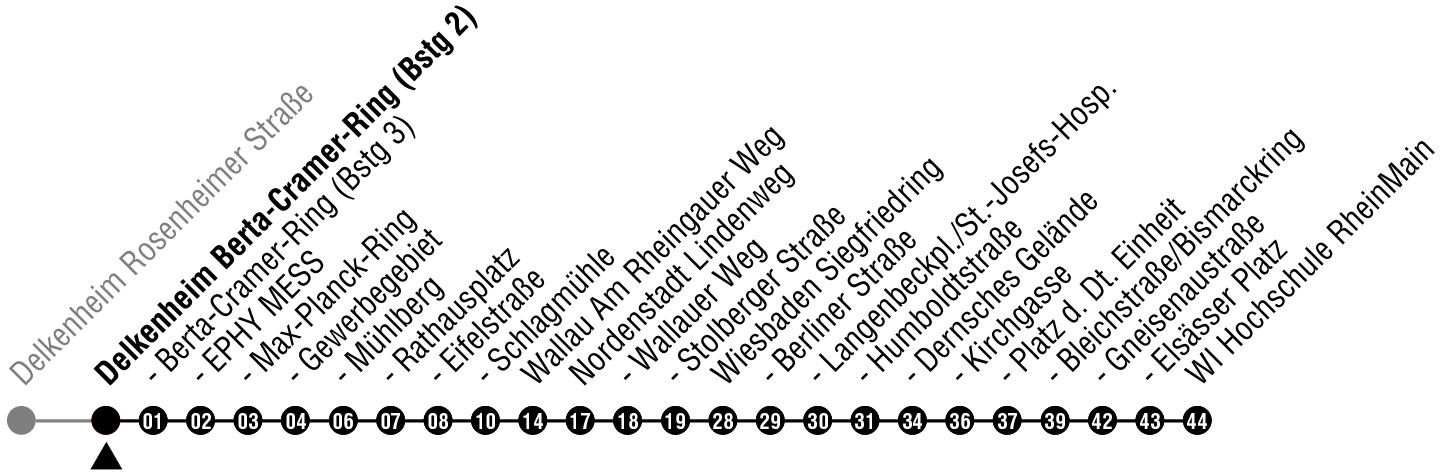 Delkenheim Rosenheimer Straße
Delkenheim Berta-Cramer-Ring (Bstg 2)
- Berta-Cramer-Ring (Bstg 3)
- EPHY MESS
- Max-Planck-Ring
- Gewerbegebiet
- Mühlberg
- Rathausplatz
- Eifelstraße
- Schlagmühle
Wallau Am Rheingauer Weg
Nordenstadt Lindenweg
- Wallauer Weg
- Stolberger Straße
Wiesbaden Siegfriedring
- Berliner Straße
- Langenbeckpl./St.-Josefs-Hosp.
- Humboldtstraße
- Dernsches Gelände
- Kirchgasse
- Platz d. Dt. Einheit
- Bleichstraße/Bismarckring
- Gneisenaustraße
- Elsässer Platz
WI Hochschule RheinMain
01 02 03 04 06 07 08 10 14 17 18 19 28 29 30 31 34 36 37 39 42 43 44